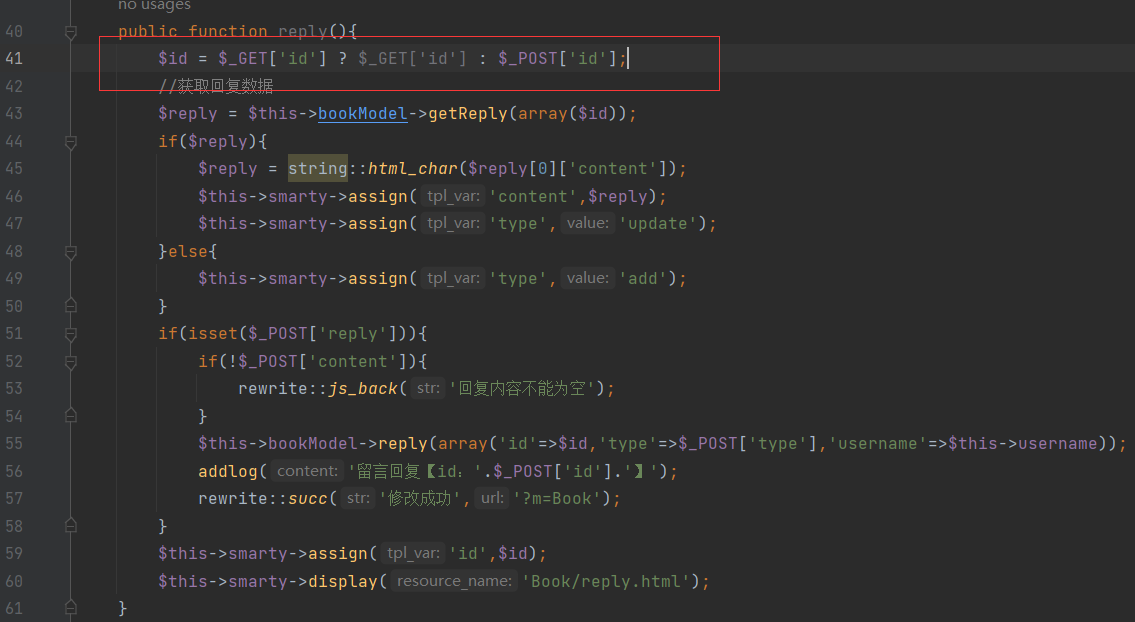 no usages
40 public function reply(){
41 $id = $_GET['id'] ? $_GET['id'] : $_POST['id'];
42 //获取回复数据
43 $reply = $this->bookModel->getReply(array($id));
44 if($reply){
45 $reply = string::html_char($reply[0]['content']);
46 $this->smarty->assign( tpl_var: 'content',$reply);
47 $this->smarty->assign( tpl_var: 'type', value: 'update');
48 }else{
49 $this->smarty->assign( tpl_var: 'type', value: 'add');
50 }
51 if(isset($_POST['reply'])){
52 if(!$_POST['content']){
53 rewrite::js_back( str: '回复内容不能为空');
54 }
55 $this->bookModel->reply(array('id'=>$id,'type'=>$_POST['type'],'username'=>$this->username));
56 addlog( content: '留言回复【id：'.$_POST['id'].'】');
57 rewrite::succ( str: '修改成功', url: '?m=Book');
58 }
59 $this->smarty->assign( tpl_var: 'id',$id);
60 $this->smarty->display( resource_name: 'Book/reply.html');
61 }